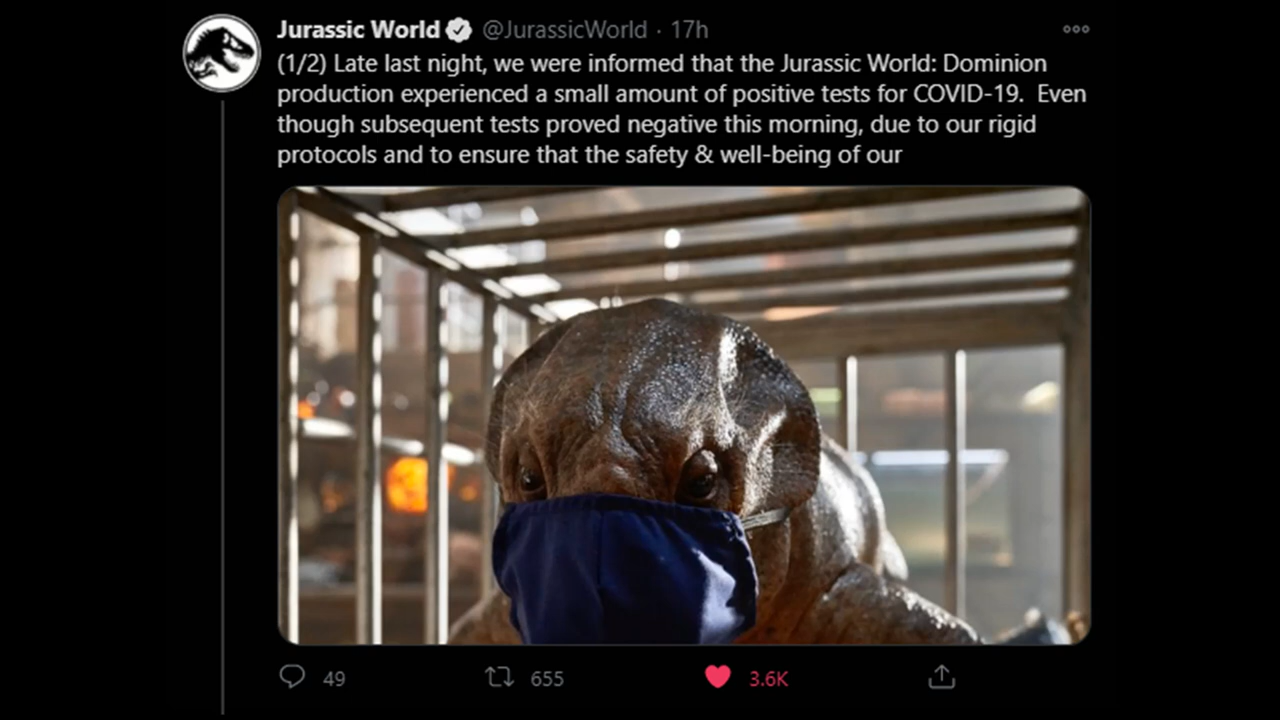 Jurassic World @JurassicWorld · 17h
(1/2) Late last night, we were informed that the Jurassic World: Dominion
production experienced a small amount of positive tests for COVID-19.  Even
though subsequent tests proved negative this morning, due to our rigid
protocols and to ensure that the safety & well-being of our
49 655 3.6K